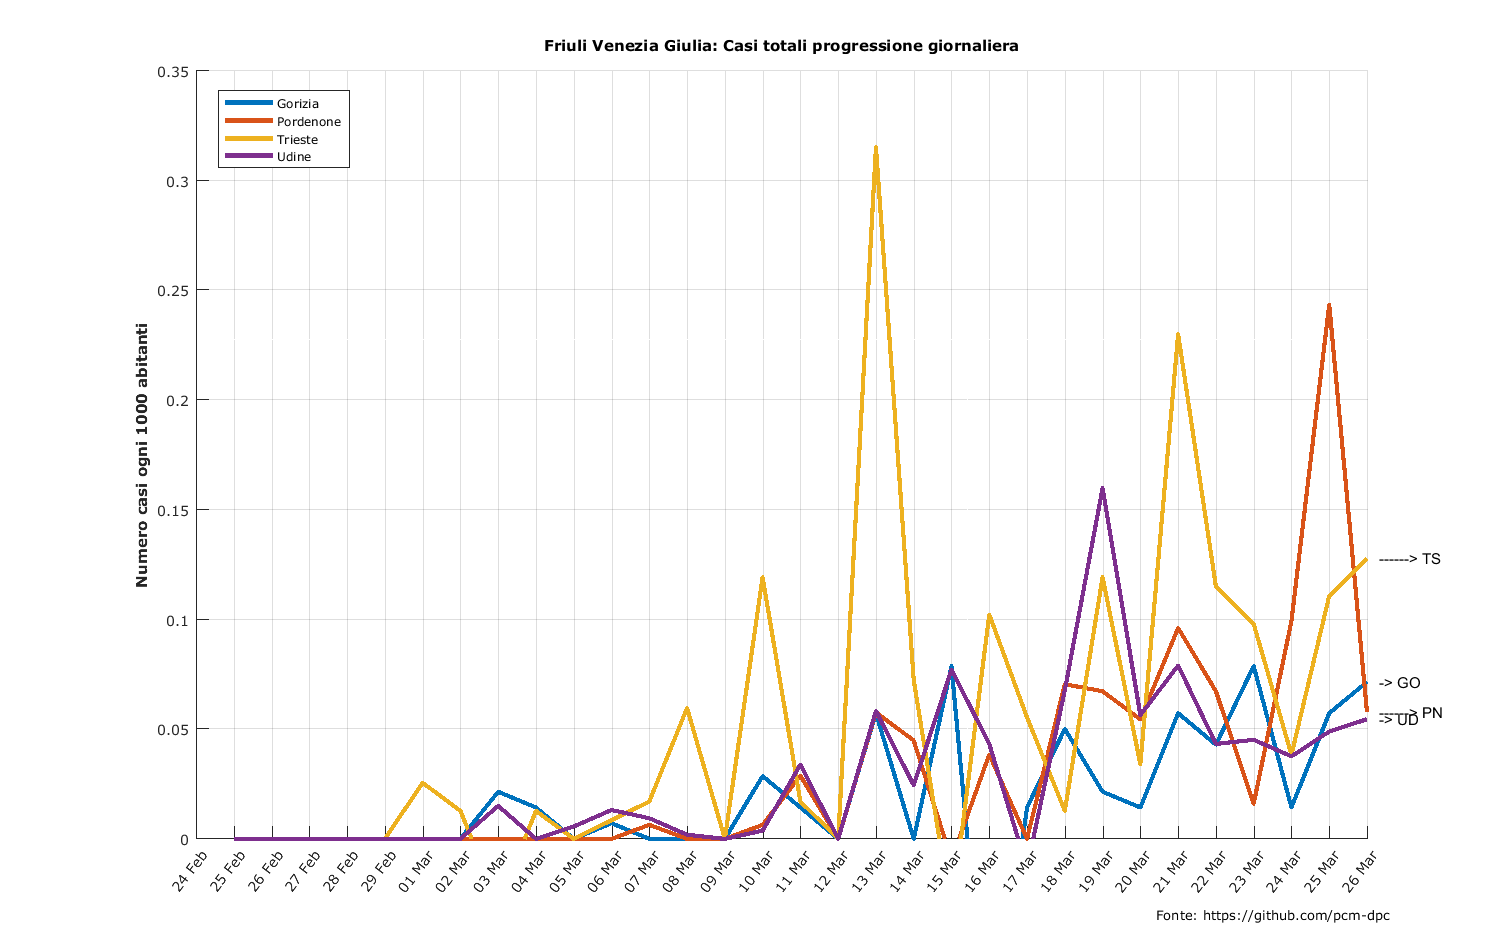 Friuli Venezia Giulia: Casi totali progressione giornaliera
Numero casi ogni 1000 abitanti
0.35
0.3
0.25
0.2
0.15
0.1
0.05
0
Gorizia
Pordenone
Trieste
Udine
------> TS
-> GO
------> PN
-> UD
24 Feb
25 Feb
26 Feb
27 Feb
28 Feb
29 Feb
01 Mar
02 Mar
03 Mar
04 Mar
05 Mar
06 Mar
07 Mar
08 Mar
09 Mar
10 Mar
11 Mar
12 Mar
13 Mar
14 Mar
15 Mar
16 Mar
17 Mar
18 Mar
19 Mar
20 Mar
21 Mar
22 Mar
23 Mar
24 Mar
25 Mar
26 Mar
Fonte: https://github.com/pcm-dpc